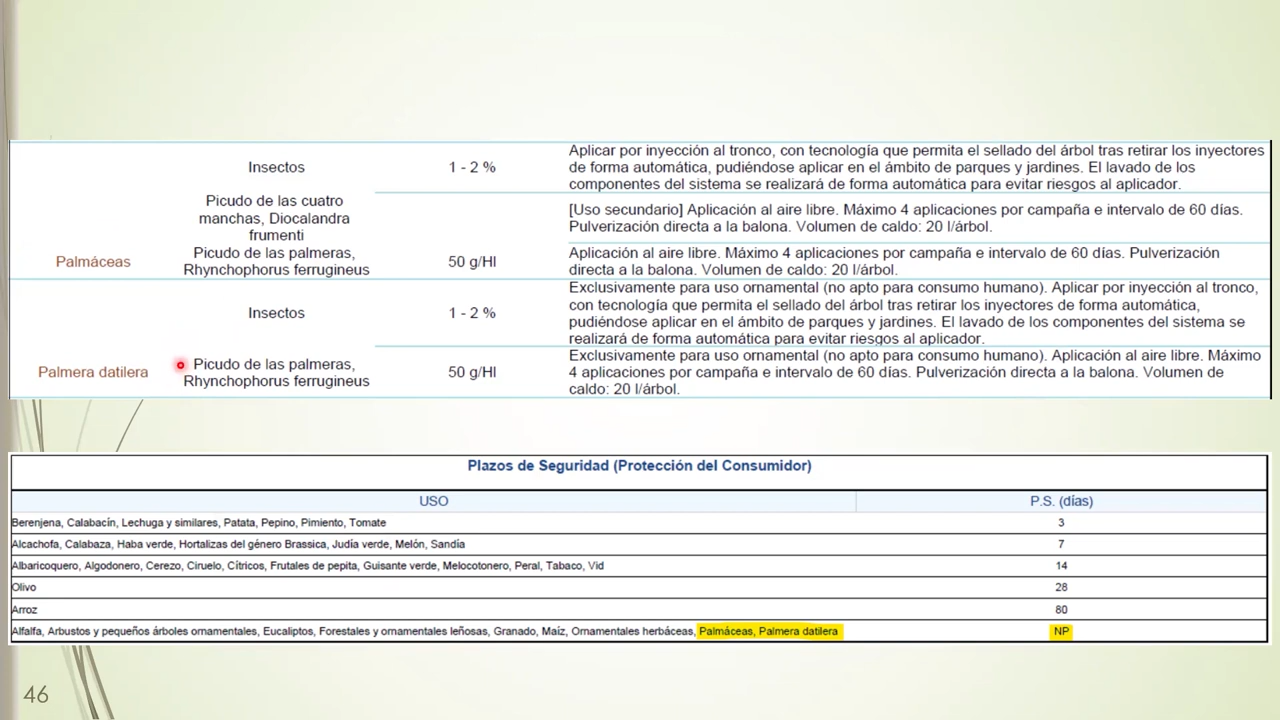 Insectos 1 - 2 % Aplicar por inyección al tronco, con tecnología que permita el sellado del árbol tras retirar los inyectores
de forma automática, pudiéndose aplicar en el ámbito de parques y jardines. El lavado de los
componentes del sistema se realizará de forma automática para evitar riesgos al aplicador.
Picudo de las cuatro
manchas, Diocalandra
frumenti
[Uso secundario] Aplicación al aire libre. Máximo 4 aplicaciones por campaña e intervalo de 60 días.
Pulverización directa a la balona. Volumen de caldo: 20 l/árbol.
Palmáceas
Picudo de las palmeras,
Rhynchophorus ferrugineus
50 g/Hl
Aplicación al aire libre. Máximo 4 aplicaciones por campaña e intervalo de 60 días. Pulverización
directa a la balona. Volumen de caldo: 20 l/árbol.
Insectos 1 - 2 % Exclusivamente para uso ornamental (no apto para consumo humano). Aplicar por inyección al tronco,
con tecnología que permita el sellado del árbol tras retirar los inyectores de forma automática,
pudiéndose aplicar en el ámbito de parques y jardines. El lavado de los componentes del sistema se
realizará de forma automática para evitar riesgos al aplicador.
Palmera datilera
Picudo de las palmeras,
Rhynchophorus ferrugineus
50 g/Hl
Exclusivamente para uso ornamental (no apto para consumo humano). Aplicación al aire libre. Máximo
4 aplicaciones por campaña e intervalo de 60 días. Pulverización directa a la balona. Volumen de
caldo: 20 l/árbol.
Plazos de Seguridad (Protección del Consumidor)
USO P.S. (días)
Berenjena, Calabacín, Lechuga y similares, Patata, Pepino, Pimiento, Tomate 3
Alcachofa, Calabaza, Haba verde, Hortalizas del género Brassica, Judía verde, Melón, Sandía 7
Albaricoquero, Algodonero, Cerezo, Ciruelo, Cítricos, Frutales de pepita, Guisante verde, Melocotonero, Peral, Tabaco, Vid 14
Olivo 28
Arroz 80
Alfalfa, Arbustos y pequeños árboles ornamentales, Eucaliptos, Forestales y ornamentales leñosas, Granado, Maíz, Ornamentales herbáceas, Palmáceas, Palmera datilera NP
46